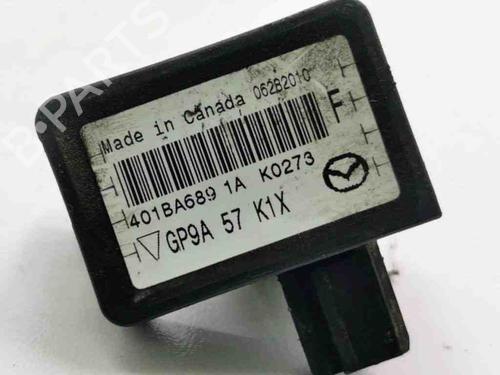 B-PARTS
Made in Canada 062B2010
F
401BA689 1A K0273
GP9A 57 K1X